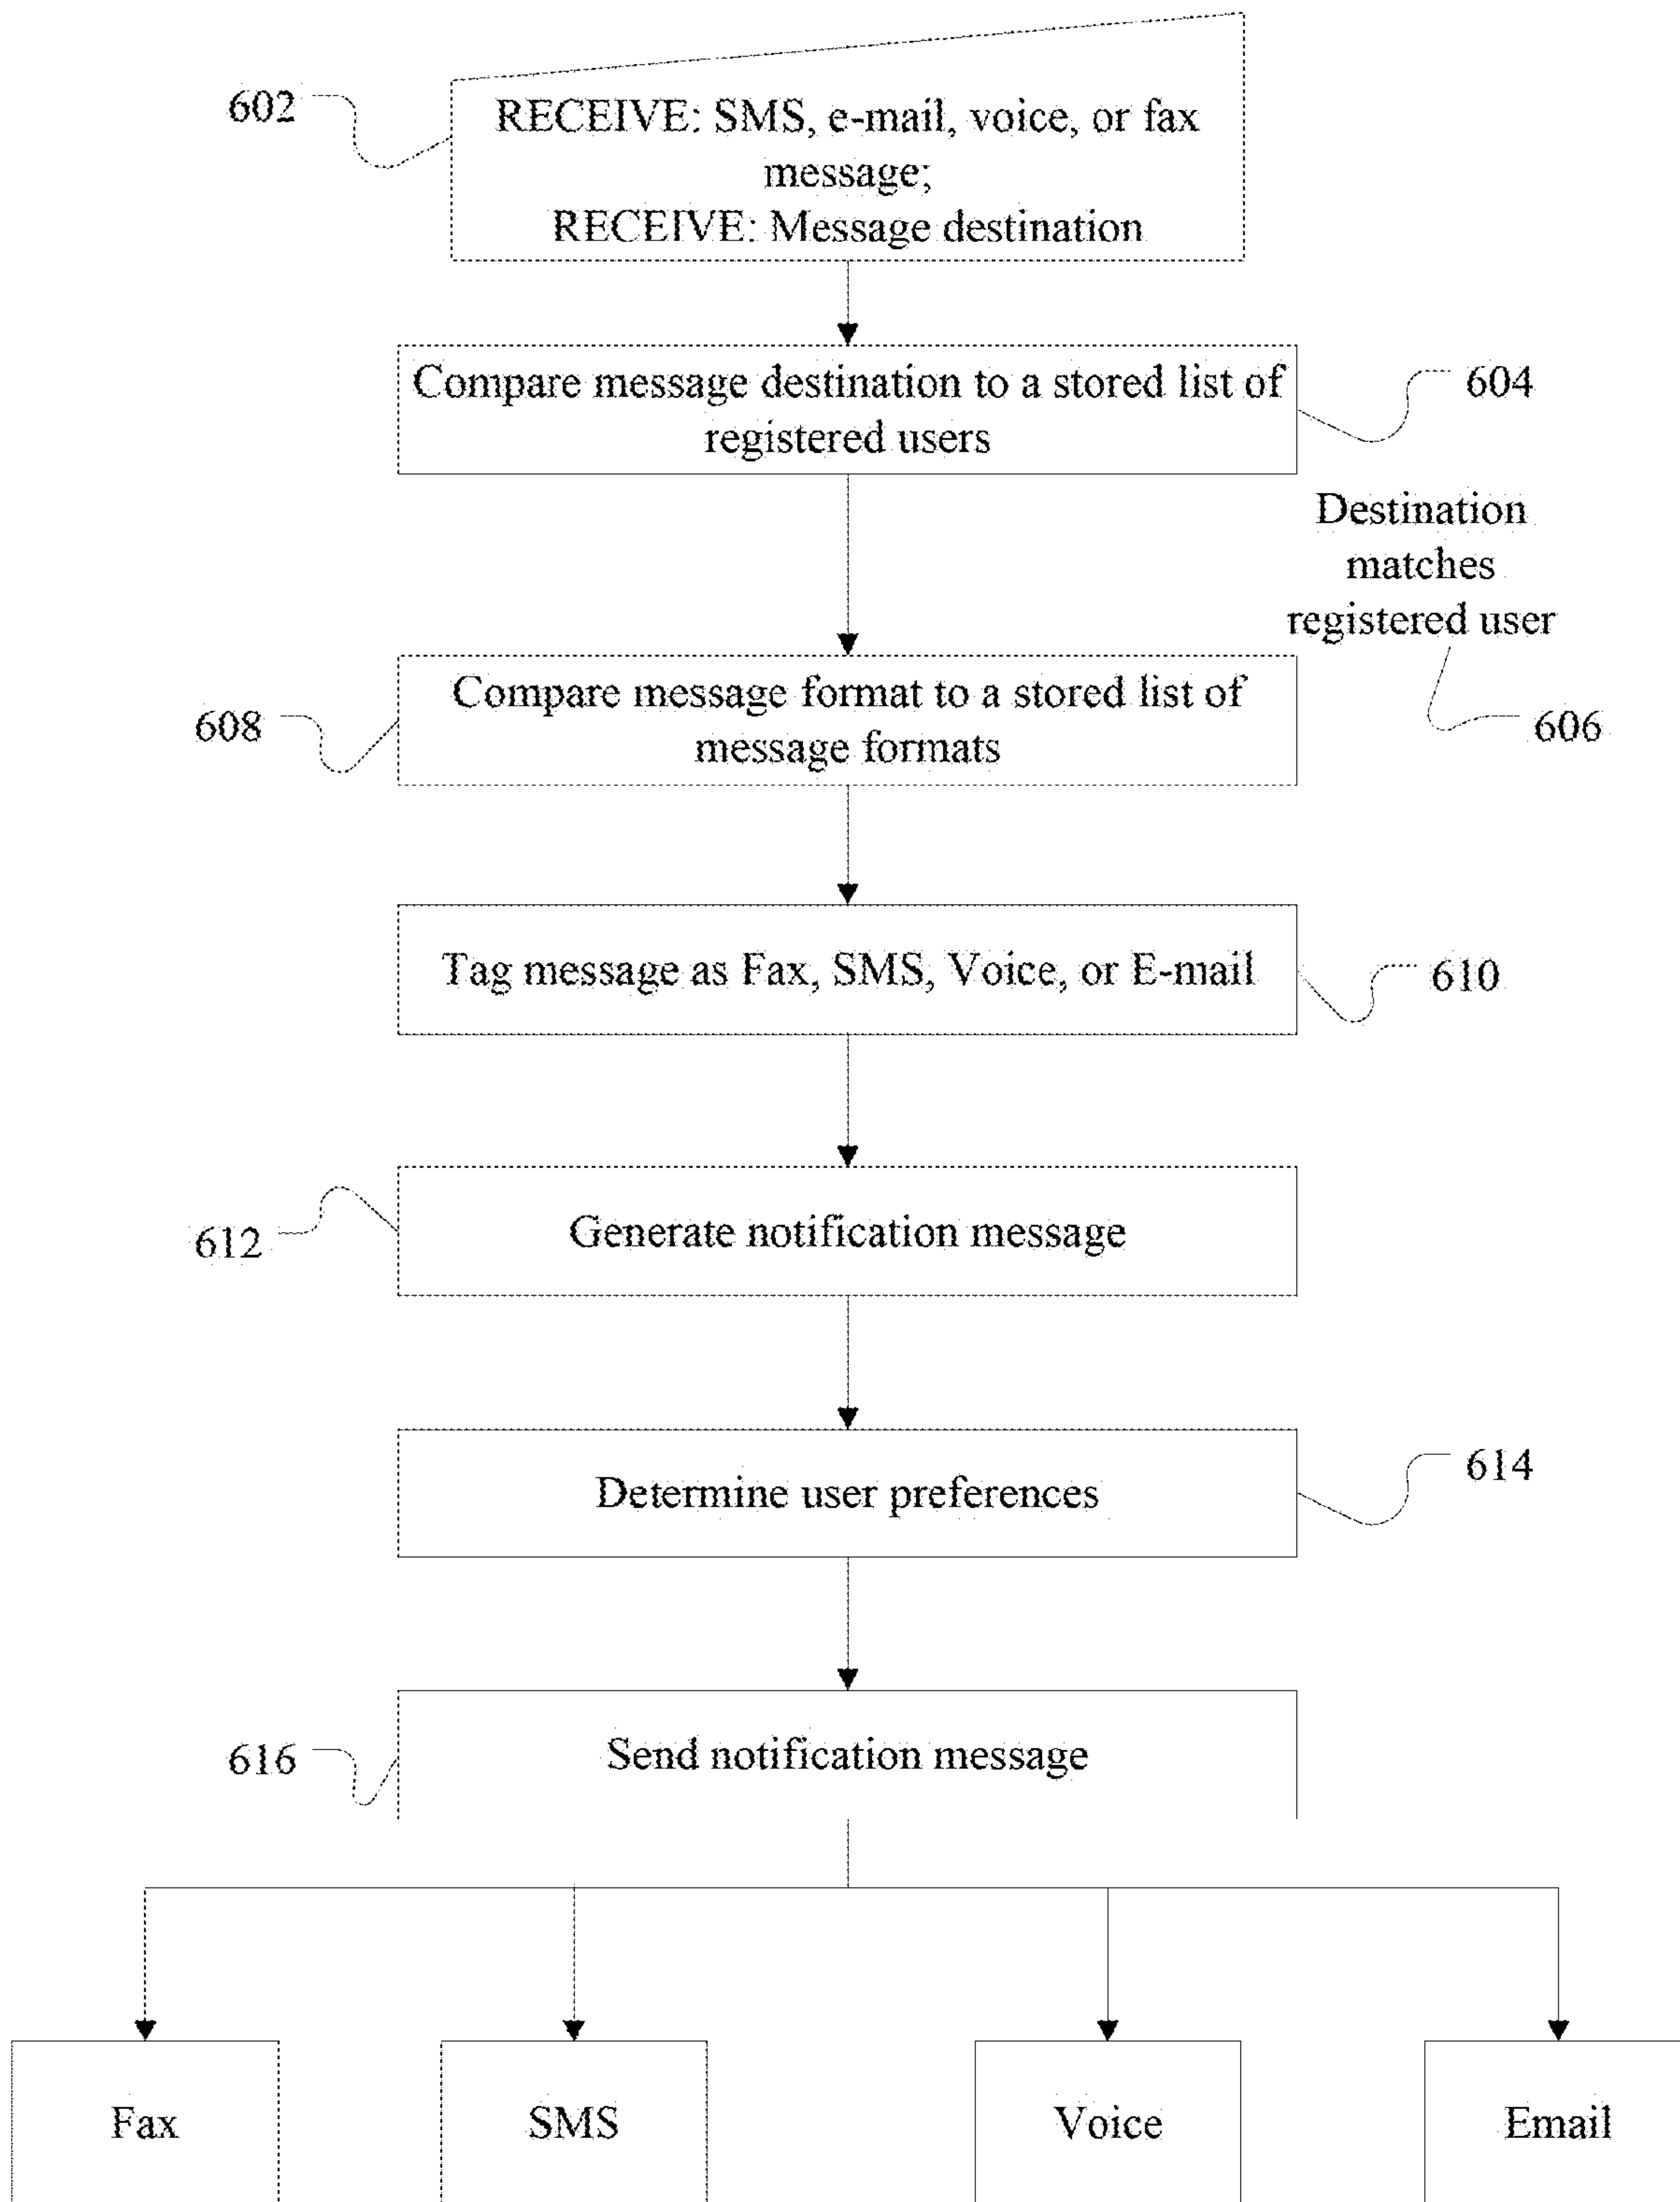 602
RECEIVE: SMS, e-mail, voice, or fax
message;
RECEIVE: Message destination
Compare message destination to a stored list of
registered users
604
Destination
matches
registered user
606
608
Compare message format to a stored list of
message formats
Tag message as Fax, SMS, Voice, or E-mail
610
612
Generate notification message
Determine user preferences
614
616
Send notification message
Fax
SMS
Voice
Email